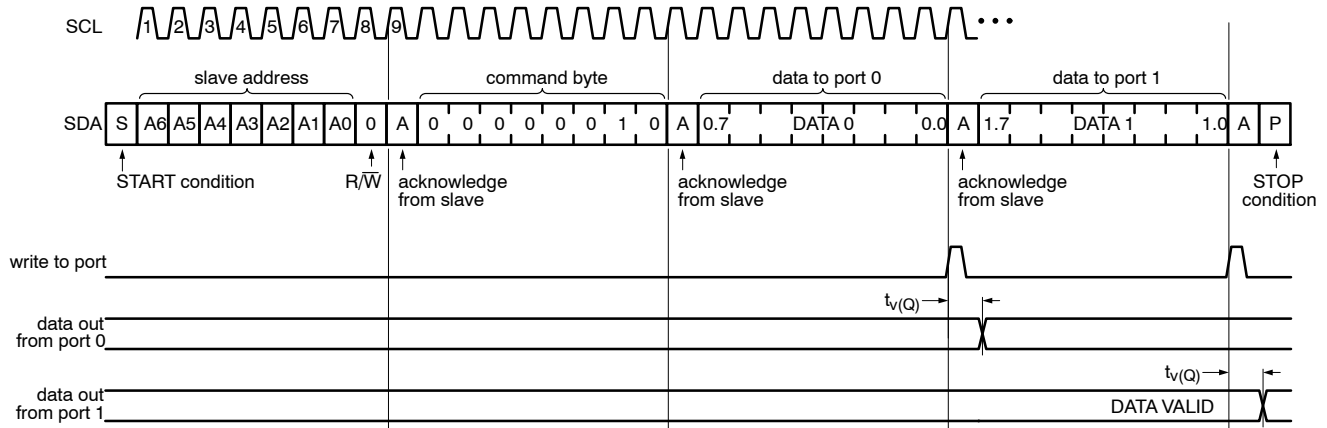 SCL 1 2 3 4 5 6 7 8 9 •••
slave address command byte data to port 0 data to port 1
SDA S A6 A5 A4 A3 A2 A1 A0 0 A 0 0 0 0 0 0 1 0 A 0.7 DATA 0 0.0 A 1.7 DATA 1 1.0 A P
START condition R/W̅ acknowledge from slave acknowledge from slave acknowledge from slave STOP condition
write to port
tv(Q)
data out
from port 0
tv(Q)
data out
from port 1 DATA VALID